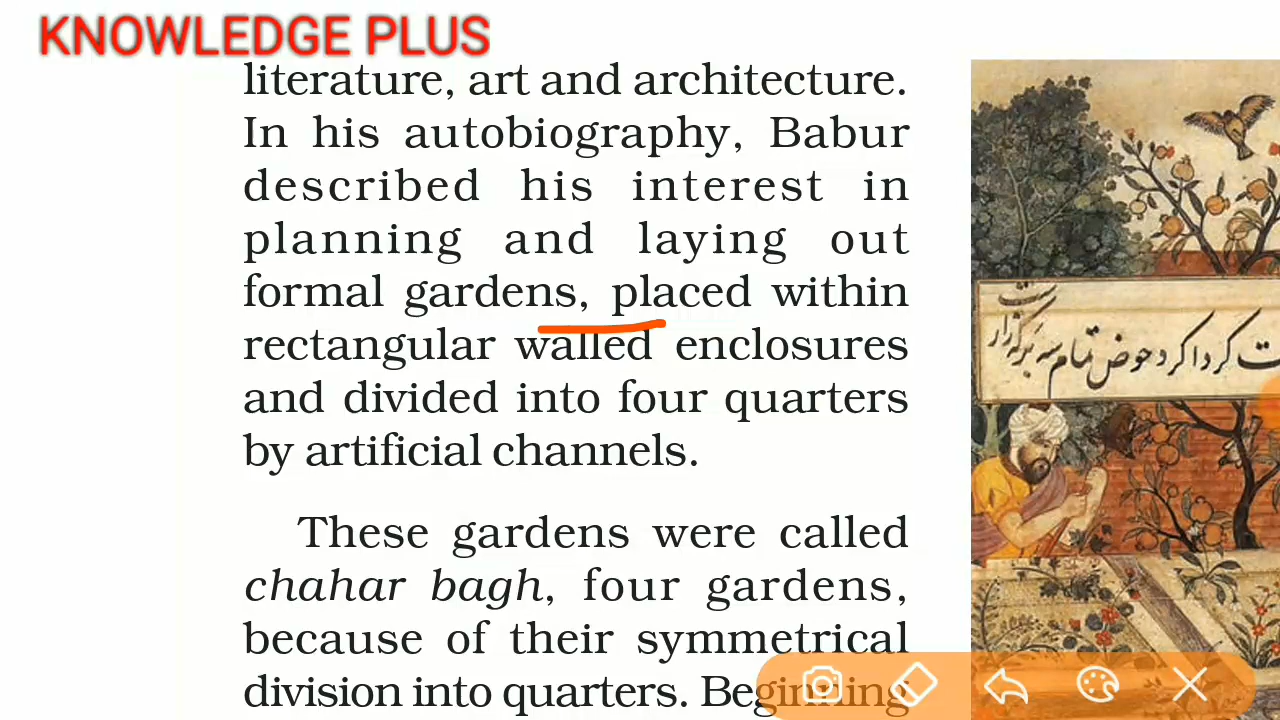 KNOWLEDGE PLUS
literature, art and architecture.
In his autobiography, Babur
described his interest in
planning and laying out
formal gardens, placed within
rectangular walled enclosures
and divided into four quarters
by artificial channels.
These gardens were called
chahar bagh, four gardens,
because of their symmetrical
division into quarters. Beginning